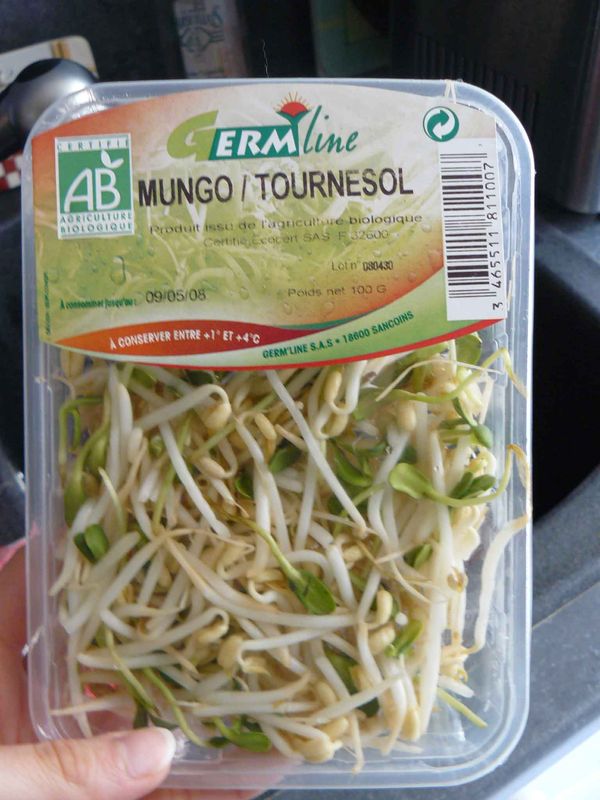 GERM'line
CERTIFIÉ
AB
AGRICULTURE
BIOLOGIQUE
MUNGO / TOURNESOL
Produit issu de l'agriculture biologique
Certifié Ecocert SAS F 32600
Lot n° 080430
A consommer jusqu'au : 09/05/08
Poids net 100 G
À CONSERVER ENTRE +1° ET +4°C
GERM'LINE S.A.S • 18600 SANCOINS
3 465511 811007